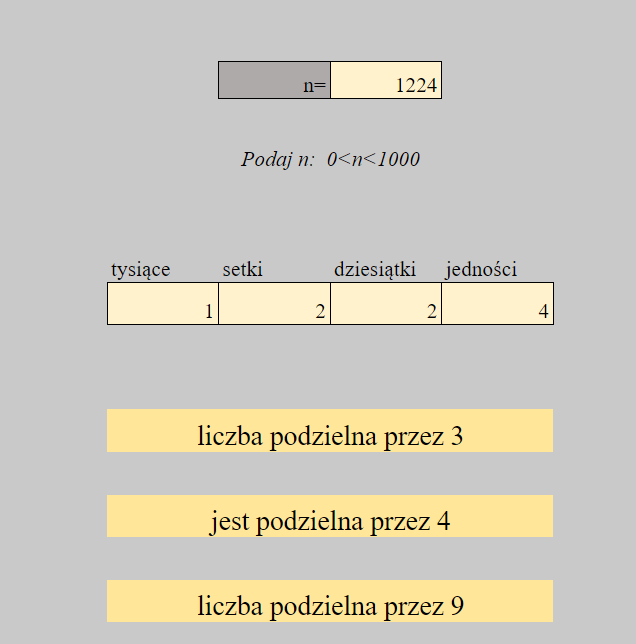 n= 1224
Podaj n: 0<n<1000
tysiące setki dziesiątki jedności
1 2 2 4
liczba podzielna przez 3
jest podzielna przez 4
liczba podzielna przez 9